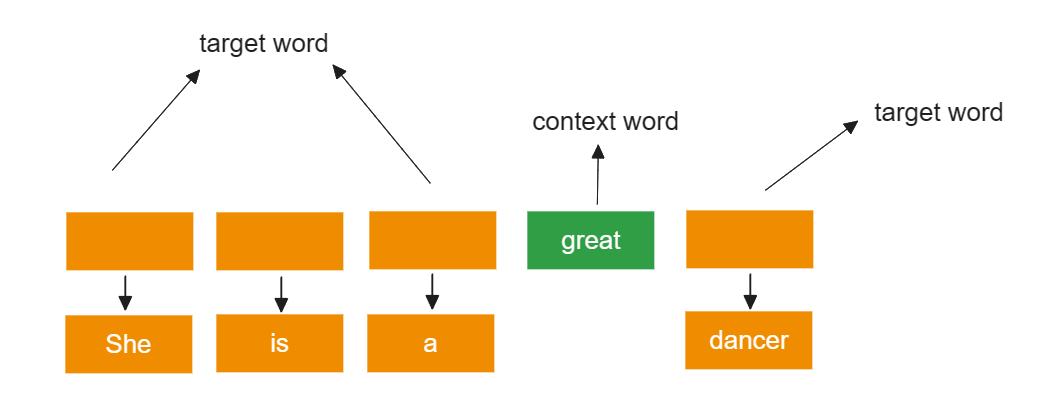 target word
context word
target word
great
She
is
a
dancer